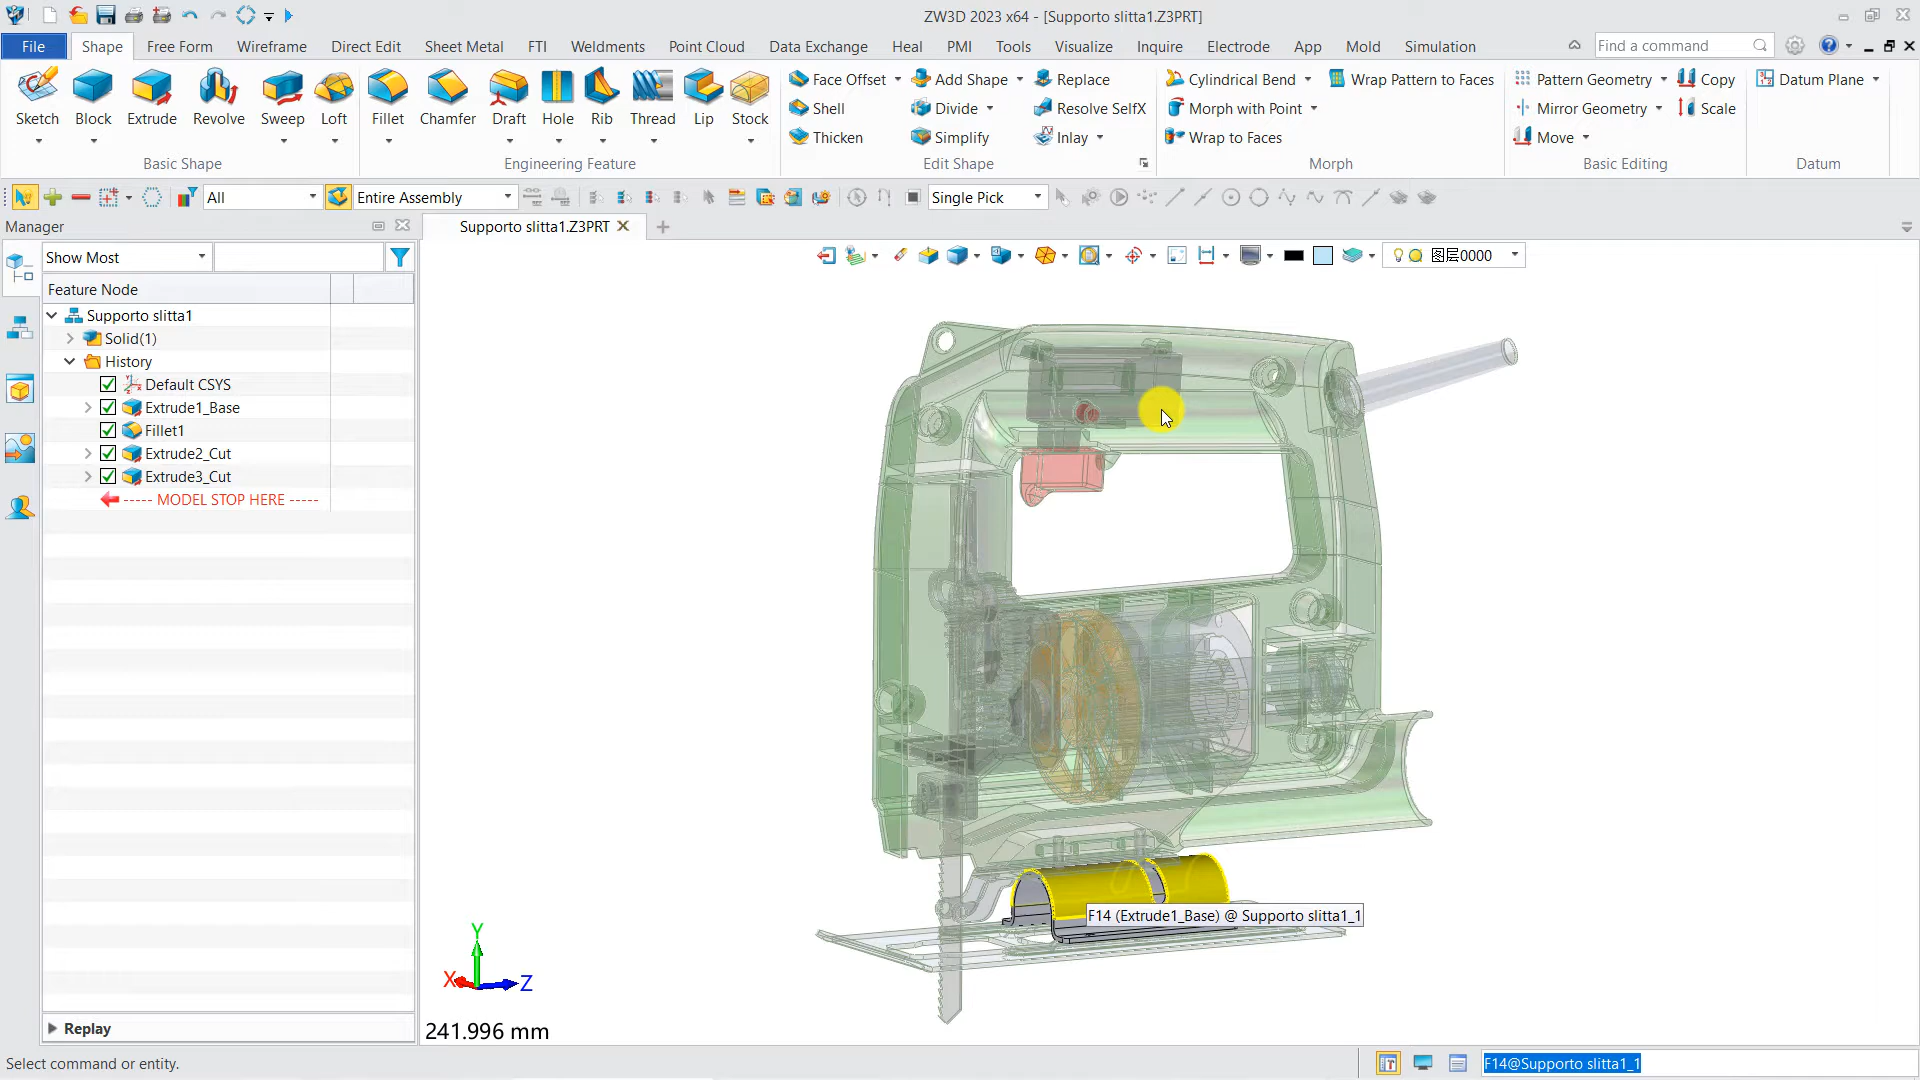 ZW3D 2023 x64 - [Supporto slitta1.Z3PRT]
File Shape Free Form Wireframe Direct Edit Sheet Metal FTI Weldments Point Cloud Data Exchange Heal PMI Tools Visualize Inquire Electrode App Mold Simulation Find a command
Sketch Block Extrude Revolve Sweep Loft
Basic Shape
Fillet Chamfer Draft Hole Rib Thread Lip Stock
Engineering Feature
Face Offset Add Shape Replace
Shell Divide Resolve SelfX
Thicken Simplify Inlay
Edit Shape
Cylindrical Bend Wrap Pattern to Faces
Morph with Point
Wrap to Faces
Morph
Pattern Geometry Copy
Mirror Geometry Scale
Move
Basic Editing
Datum Plane
Datum
All Entire Assembly Single Pick
Manager
Supporto slitta1.Z3PRT
Show Most
图层0000
Feature Node
Supporto slitta1
Solid(1)
History
Default CSYS
Extrude1_Base
Fillet1
Extrude2_Cut
Extrude3_Cut
----- MODEL STOP HERE -----
F14 (Extrude1_Base) @ Supporto slitta1_1
Y
X
Z
241.996 mm
Replay
Select command or entity.
F14@Supporto slitta1_1